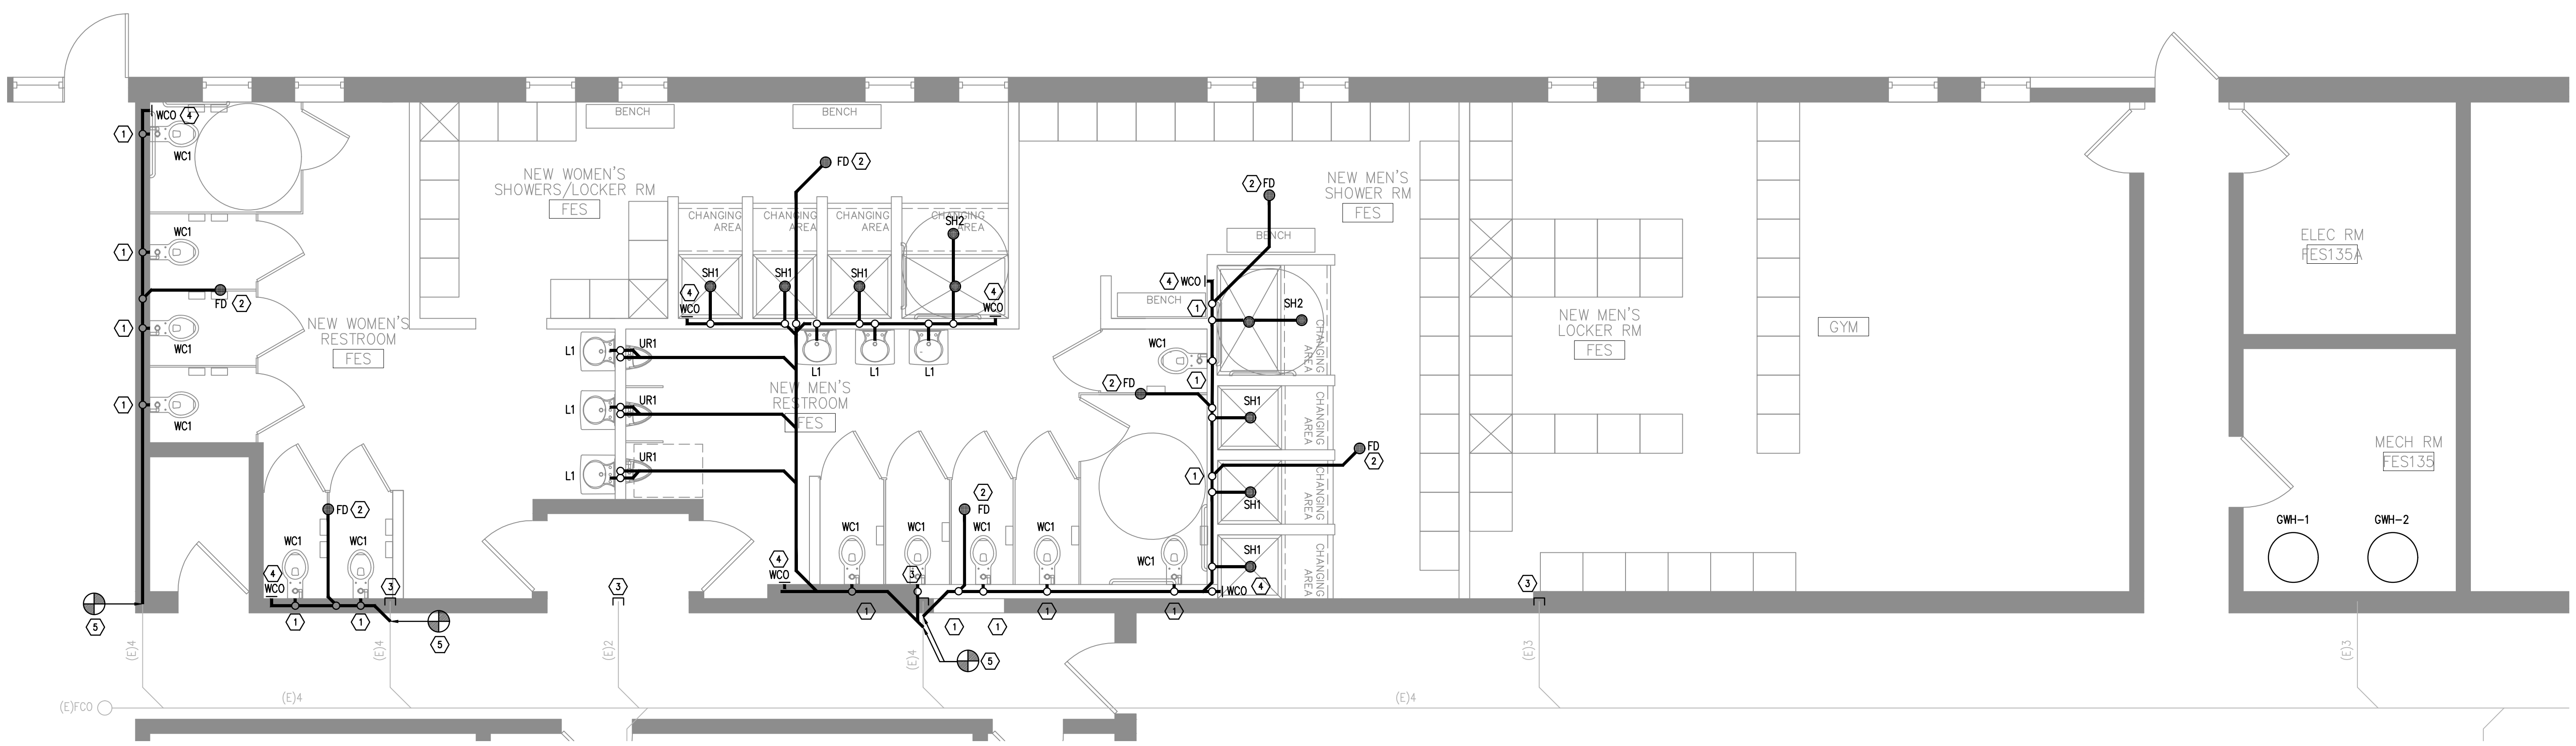 BENCH
BENCH
WCO 4
1
WC1
FD 2
NEW WOMEN'S
SHOWERS/LOCKER RM
FES
2 FD
NEW MEN'S
SHOWER RM
FES
CHANGING
AREA
CHANGING
AREA
CHANGING
AREA
CHANGING
AREA
SH2
WC1
1
BENCH
ELEC RM
FES135A
SH1
SH1
SH1
4
WCO
4
WCO
4 WCO
BENCH
1
SH2
FD
2
NEW WOMEN'S
RESTROOM
FES
1
WC1
NEW MEN'S
LOCKER RM
FES
GYM
L1
UR1
L1
L1
L1
WC1
1
CHANGING
AREA
NEW MEN'S
RESTROOM
FES
2 FD
1
WC1
L1
UR1
SH1
CHANGING
AREA
L1
UR1
FD
2
MECH RM
FES135
1
SH1
CHANGING
AREA
FD 2
2
FD
GWH-1
GWH-2
WC1
WC1
WC1
WC1
WC1
WC1
WC1
SH1
CHANGING
AREA
4
WCO
3
3
4
WCO
3
WCO 4
3
5
1
1
5
1
1
1
1
1
5
(E)4
(E)4
(E)2
(E)4
(E)3
(E)3
(E)FCO
(E)4
(E)4